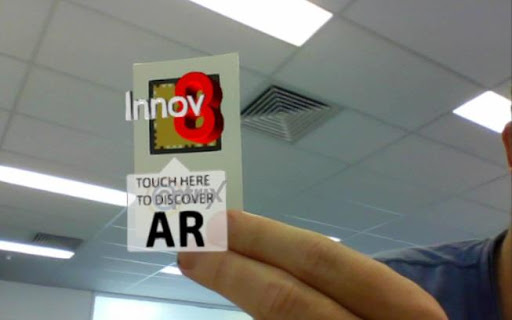 Innov8
TOUCH HERE
TO DISCOVER
AR